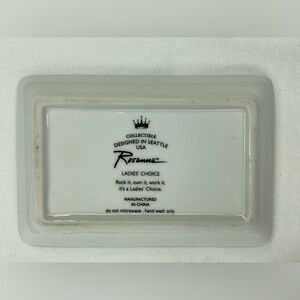 COLLECTIBLE
DESIGNED IN SEATTLE
USA
Rosanna
LADIES' CHOICE
Rock it, own it, work it.
It's a Ladies' Choice.
MANUFACTURED
IN CHINA
do not microwave hand wash only